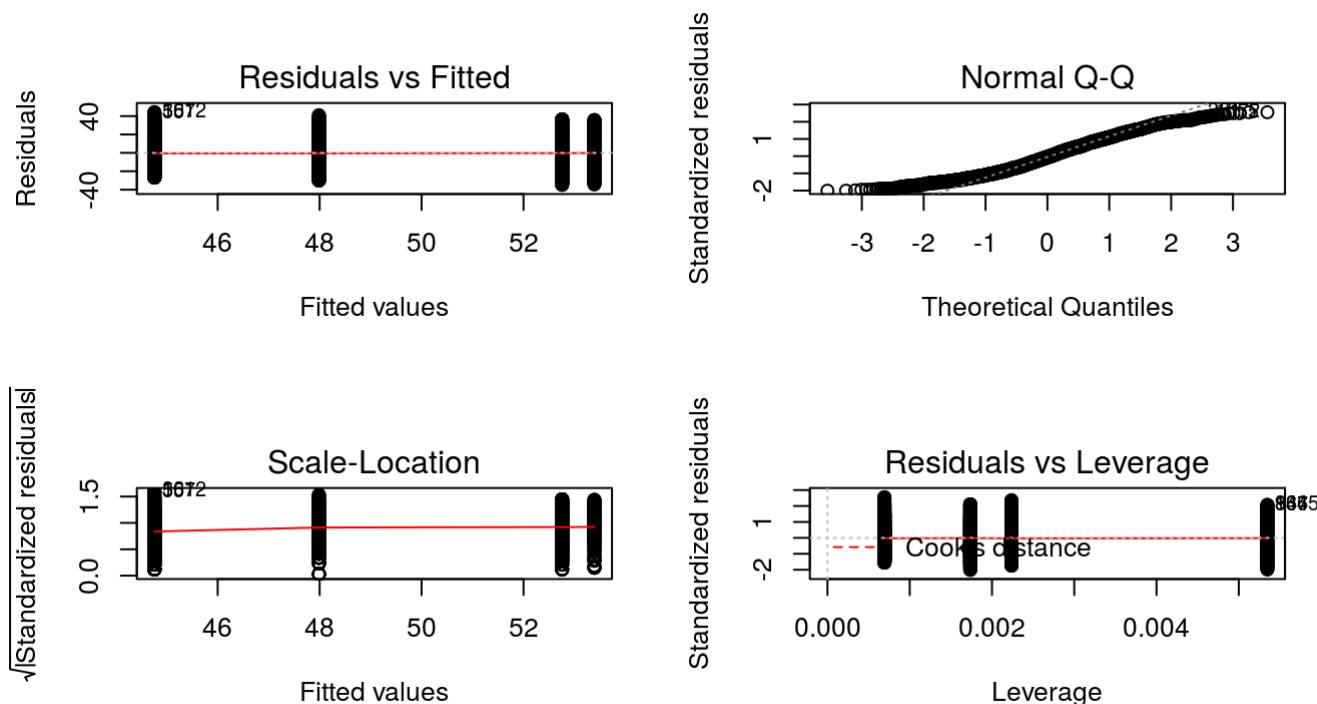 Residuals vs Fitted
Residuals
40
-40
46 48 50 52
Fitted values
Normal Q-Q
Standardized residuals
1
-2
-3 -2 -1 0 1 2 3
Theoretical Quantiles
Scale-Location
√|Standardized residuals|
1.5
0.0
46 48 50 52
Fitted values
Residuals vs Leverage
Standardized residuals
1
-2
Cook's distance
0.000 0.002 0.004
Leverage